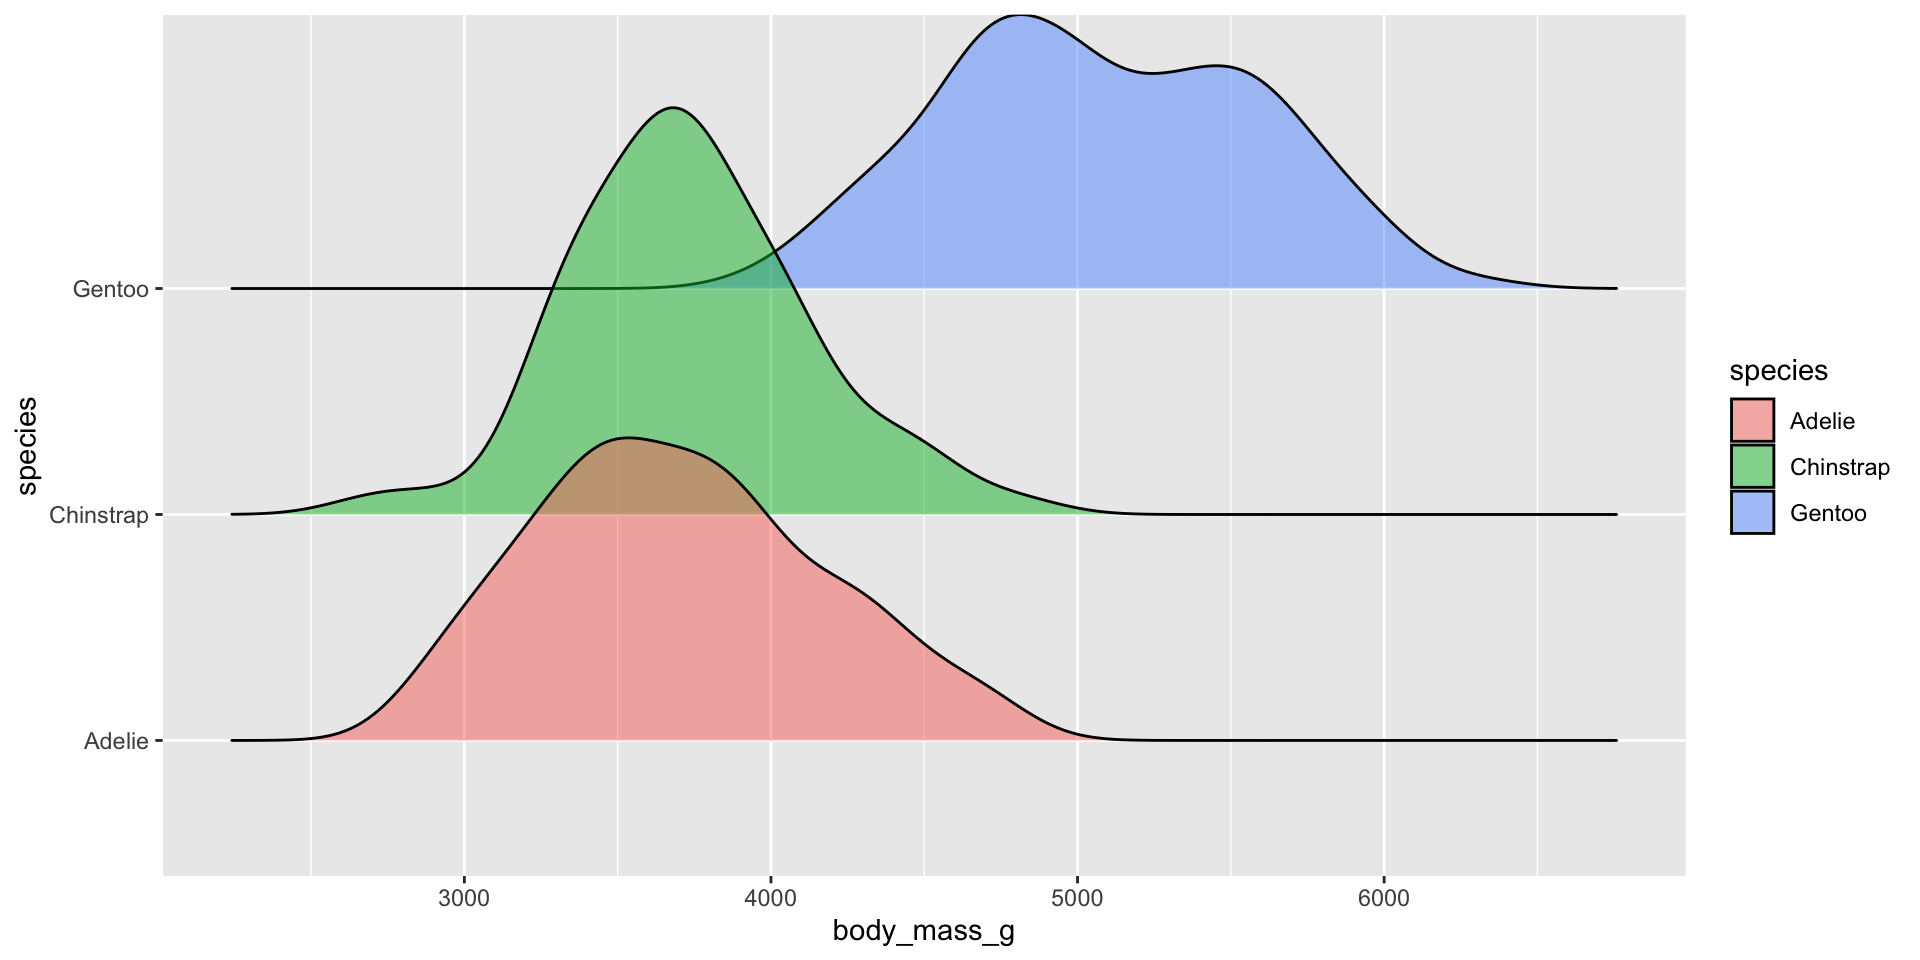 Gentoo
Chinstrap
Adelie
species
3000 4000 5000 6000
body_mass_g
species
Adelie
Chinstrap
Gentoo